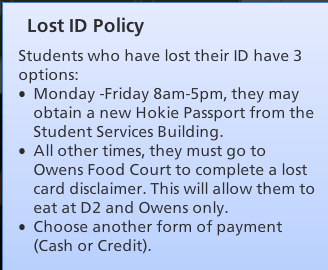 Lost ID Policy
Students who have lost their ID have 3
options:
• Monday -Friday 8am-5pm, they may
obtain a new Hokie Passport from the
Student Services Building.
• All other times, they must go to
Owens Food Court to complete a lost
card disclaimer. This will allow them to
eat at D2 and Owens only.
• Choose another form of payment
(Cash or Credit).